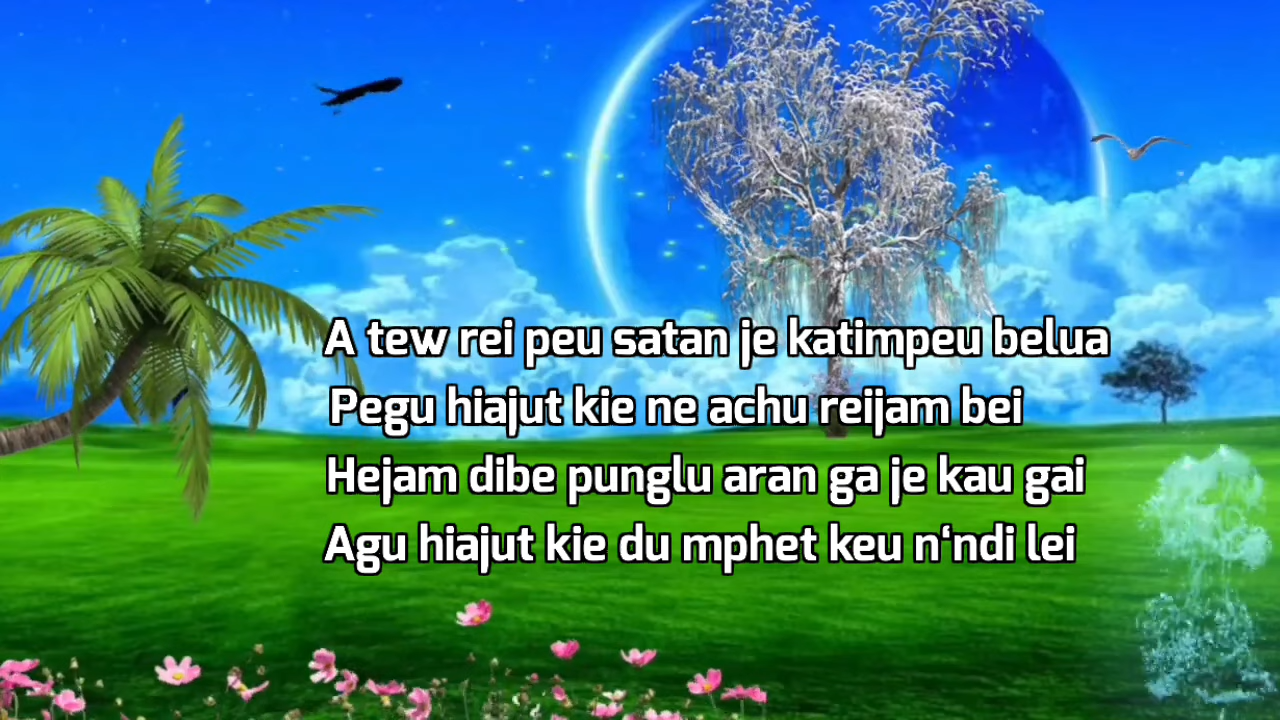 A tew rei peu satan je katimpeu belua
Pegu hiajut kie ne achu reijam bei
Hejam dibe punglu aran ga je kau gai
Agu hiajut kie du mphet keu n‘ndi lei